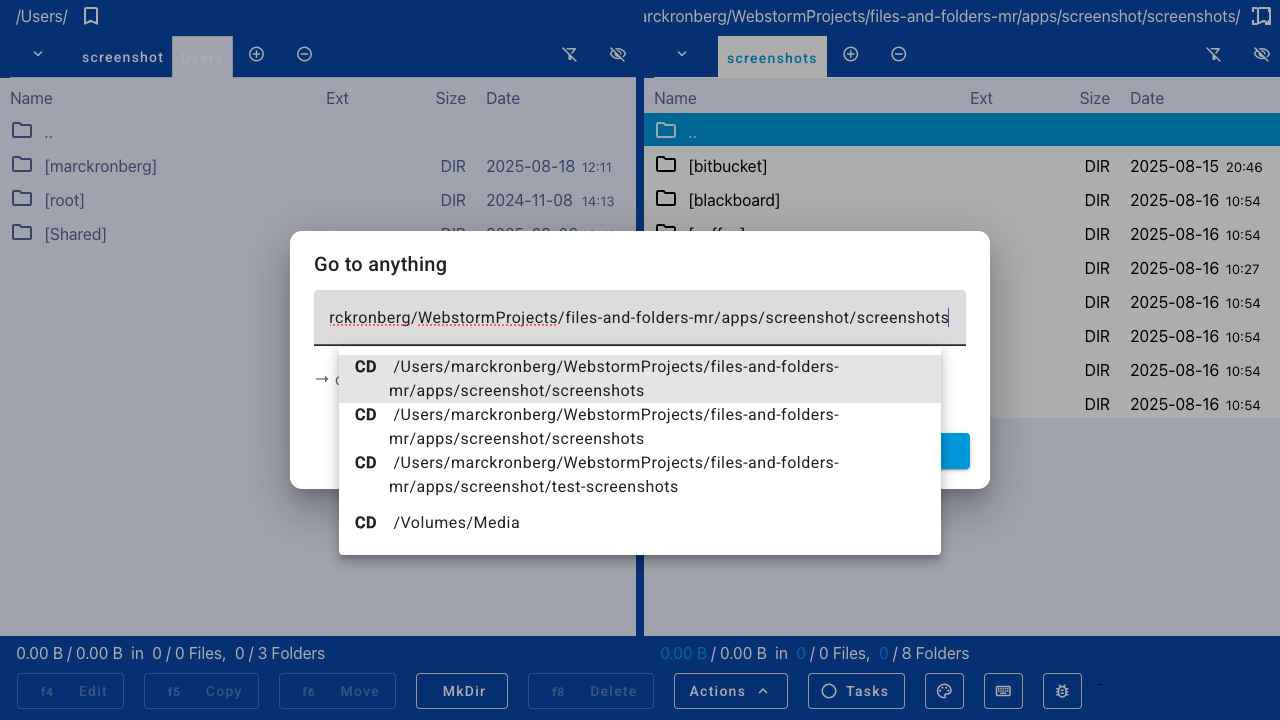 /Users/
rckronberg/WebstormProjects/files-and-folders-mr/apps/screenshot/screenshots/
screenshot Users
screenshots
Name Ext Size Date
..
[marckronberg] DIR 2025-08-18 12:11
[root] DIR 2024-11-08 14:13
[Shared]
Name Ext Size Date
..
[bitbucket] DIR 2025-08-15 20:46
[blackboard] DIR 2025-08-16 10:54
DIR 2025-08-16 10:54
DIR 2025-08-16 10:27
DIR 2025-08-16 10:54
DIR 2025-08-16 10:54
DIR 2025-08-16 10:54
DIR 2025-08-16 10:54
Go to anything
rckronberg/WebstormProjects/files-and-folders-mr/apps/screenshot/screenshots
→
CD /Users/marckronberg/WebstormProjects/files-and-folders-
mr/apps/screenshot/screenshots
CD /Users/marckronberg/WebstormProjects/files-and-folders-
mr/apps/screenshot/screenshots
CD /Users/marckronberg/WebstormProjects/files-and-folders-
mr/apps/screenshot/test-screenshots
CD /Volumes/Media
0.00 B / 0.00 B in 0 / 0 Files, 0 / 3 Folders
0.00 B / 0.00 B in 0 / 0 Files, 0 / 8 Folders
f4 Edit f5 Copy f6 Move MkDir f8 Delete Actions Tasks